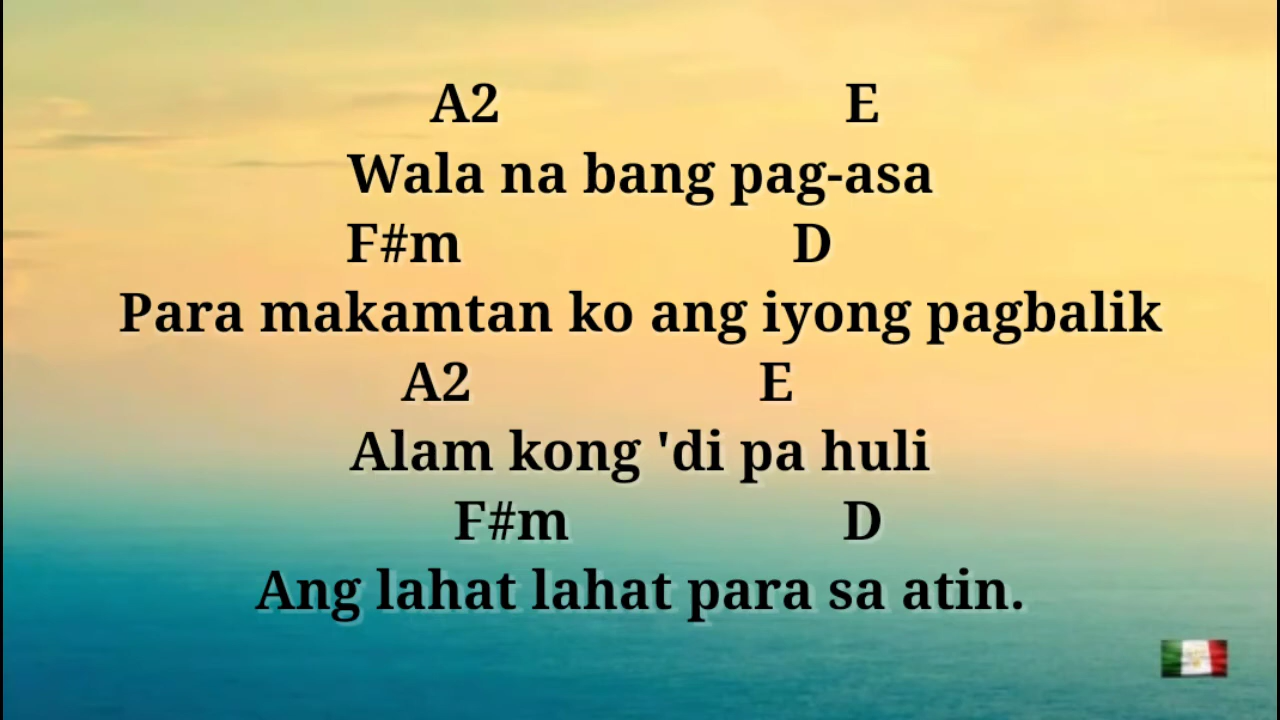 A2 E
Wala na bang pag-asa
F#m D
Para makamtan ko ang iyong pagbalik
A2 E
Alam kong 'di pa huli
F#m D
Ang lahat lahat para sa atin.